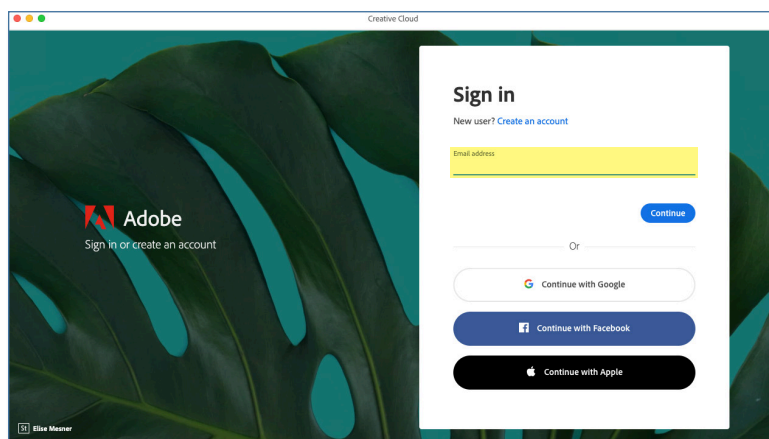 Creative Cloud
Adobe
Sign in or create an account
Sign in
New user? Create an account
Email address
Continue
Or
Continue with Google
Continue with Facebook
Continue with Apple
St Elise Mesner